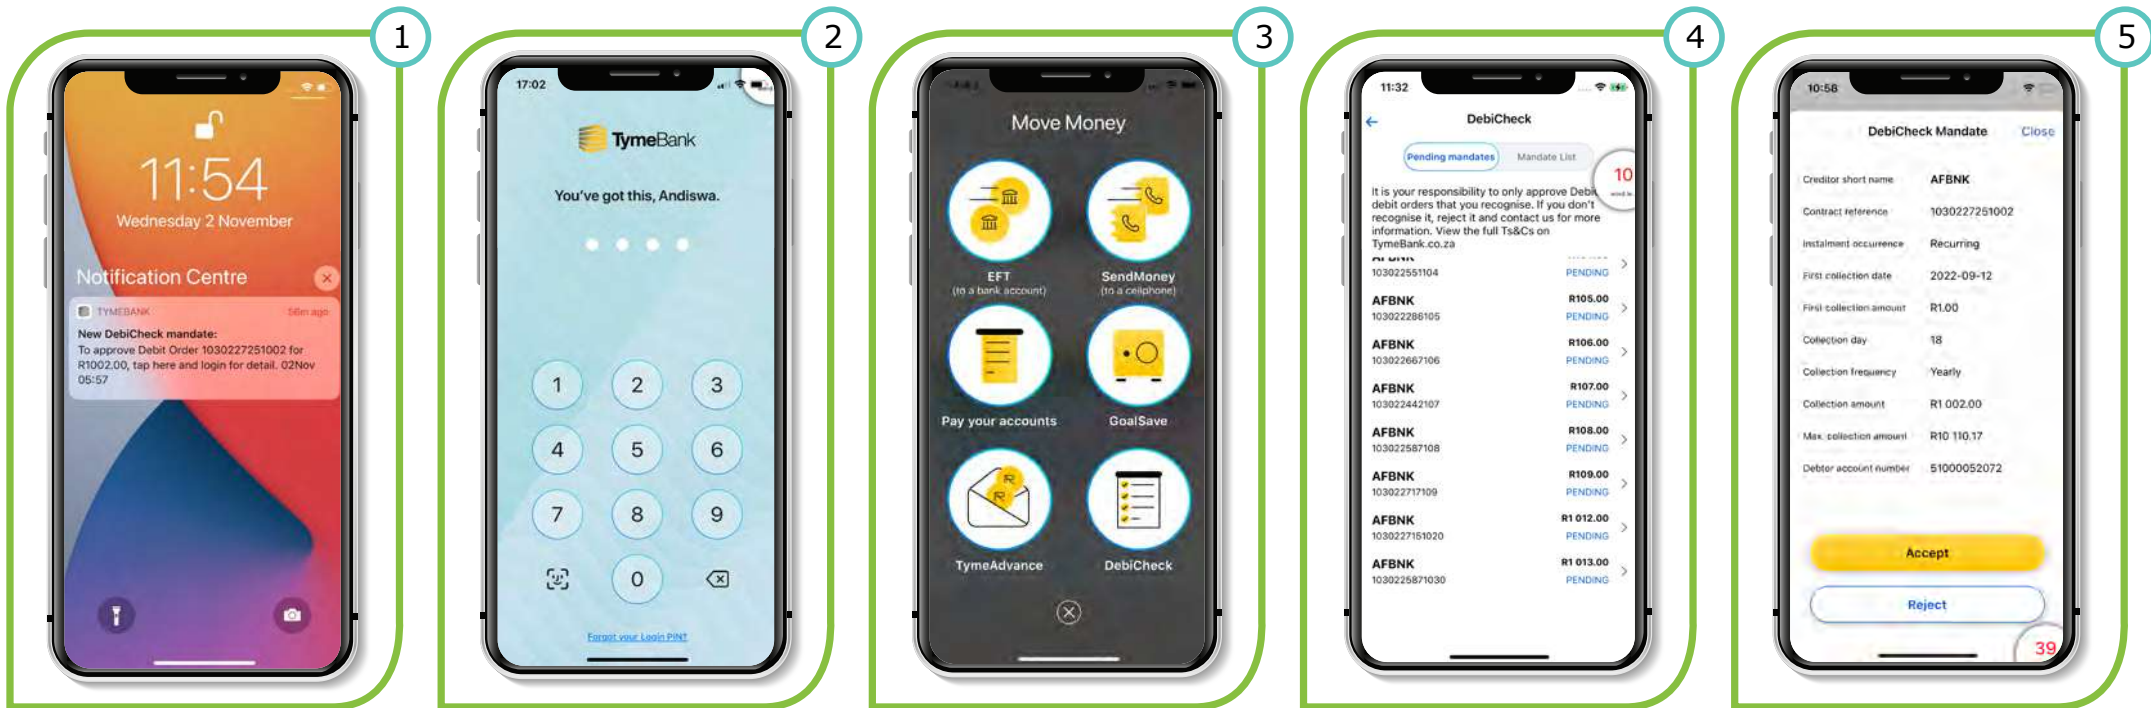 1
11:54
Wednesday 2 November
Notification Centre
TYMEBANK
56m ago
New DebiCheck mandate:
To approve Debit Order 1030227251002 for
R1002.00, tap here and login for detail. 02Nov
05:57
2
17:02
TymeBank
You've got this, Andiswa.
1 2 3
4 5 6
7 8 9
0
Forgot your Login PIN?
3
Move Money
EFT
(to a bank account)
SendMoney
(to a cellphone)
Pay your accounts
GoalSave
TymeAdvance
DebiCheck
4
11:32
DebiCheck
Pending mandates
Mandate List
10
It is your responsibility to only approve
debit orders that you recognise. If you don't
recognise it, reject it and contact us for more
information. View the full Ts&Cs on
TymeBank.co.za
AFBNK
103022551104 PENDING
AFBNK R105.00
103022286105 PENDING
AFBNK R106.00
103022667106 PENDING
AFBNK R107.00
103022442107 PENDING
AFBNK R108.00
103022587108 PENDING
AFBNK R109.00
103022717109 PENDING
AFBNK R1 012.00
1030227151020 PENDING
AFBNK R1 013.00
1030225871030 PENDING
5
10:58
DebiCheck Mandate Close
Creditor short name AFBNK
Contract reference 1030227251002
Instalment occurrence Recurring
First collection date 2022-09-12
First collection amount R1.00
Collection day 18
Collection frequency Yearly
Collection amount R1 002.00
Max. collection amount R10 110.17
Debtor account number 51000052072
Accept
Reject
39